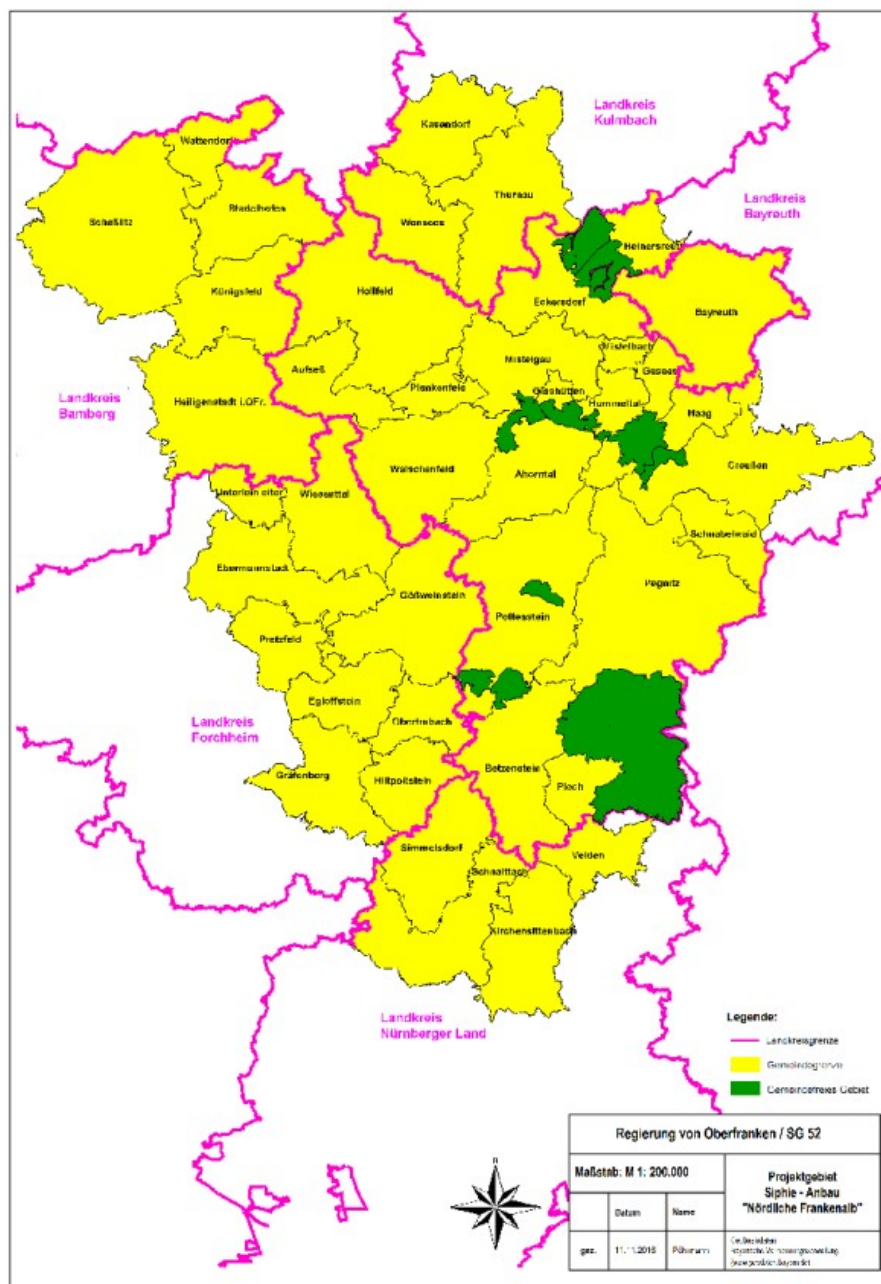 Landkreis
Kulmbach
Kasendorf
Wattendorf
Landkreis
Bayreuth
Thurnau
Scheßlitz
Stadelhofen
Wonsees
Heinersreuth
Königsfeld
Hollfeld
Eckersdorf
Bayreuth
Mistelbach
Mistelgau
Aufseß
Gesees
Plankenfels
Glashütten
Landkreis
Bamberg
Heiligenstadt i.OFr.
Hummeltal
Haag
Waischenfeld
Ahorntal
Creußen
Unterleinleiter
Wiesenttal
Schnabelwaid
Ebermannstadt
Pegnitz
Gößweinstein
Pottenstein
Pretzfeld
Egloffstein
Landkreis
Forchheim
Obertrubach
Betzenstein
Gräfenberg
Hiltpoltstein
Plech
Simmelsdorf
Velden
Schnaittach
Kirchensittenbach
Landkreis
Nürnberger Land
Legende:
Landkreisgrenze
Gemeindegrenze
Gemeindefreies Gebiet
N
Regierung von Oberfranken / SG 52
Maßstab: M 1: 200.000
Projektgebiet
Siphie - Anbau
"Nördliche Frankenalb"
Datum Name
gez. 11.11.2016